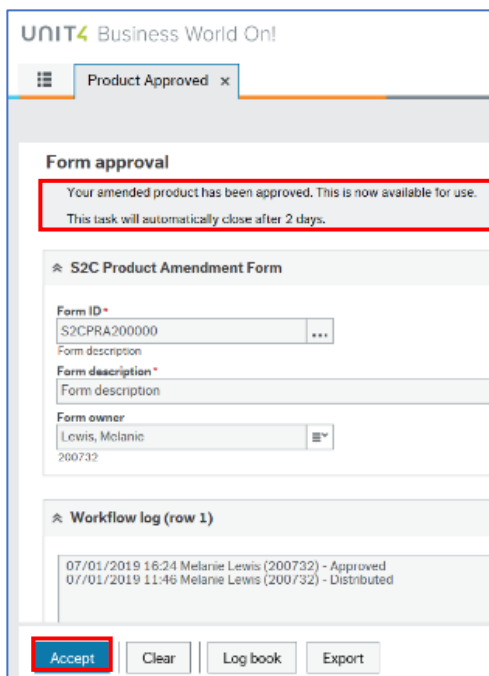 UNIT4 Business World On!
Product Approved ×
Form approval
Your amended product has been approved. This is now available for use.
This task will automatically close after 2 days.
S2C Product Amendment Form
Form ID*
S2CPRA200000
...
Form description
Form description*
Form description
Form owner
Lewis, Melanie
200732
Workflow log (row 1)
07/01/2019 16:24 Melanie Lewis (200732) - Approved
07/01/2019 11:46 Melanie Lewis (200732) - Distributed
Accept Clear Log book Export